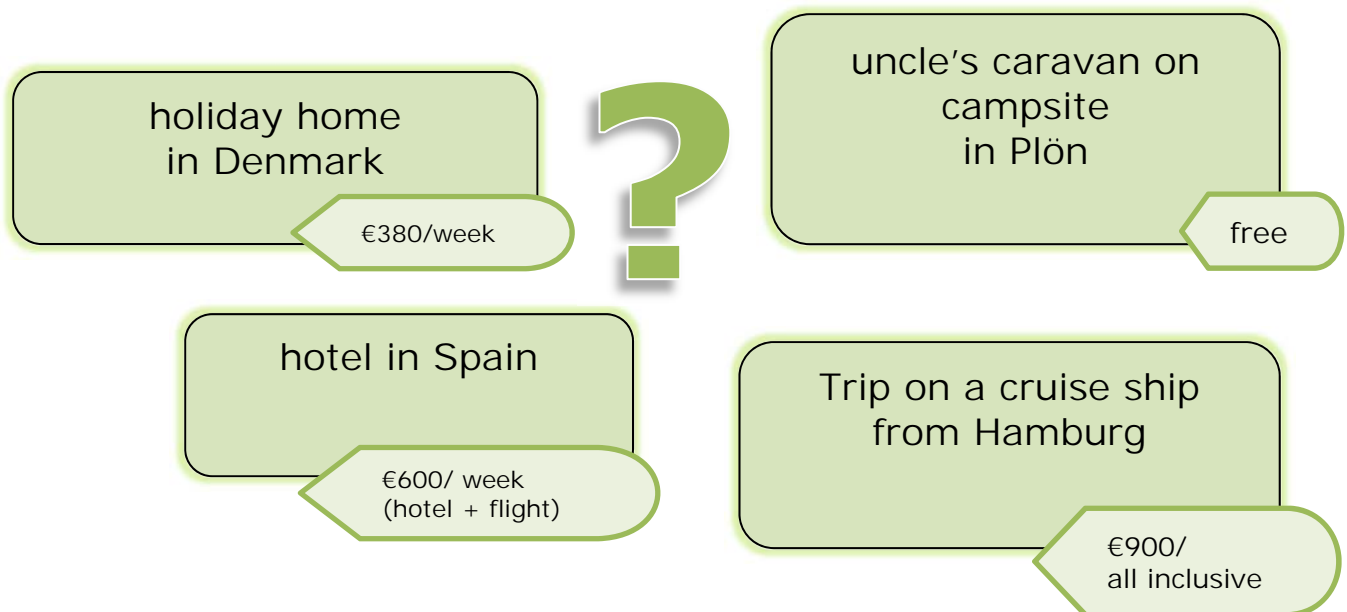 holiday home
in Denmark
€380/week
?
uncle's caravan on
campsite
in Plön
free
hotel in Spain
€600/ week
(hotel + flight)
Trip on a cruise ship
from Hamburg
€900/
all inclusive